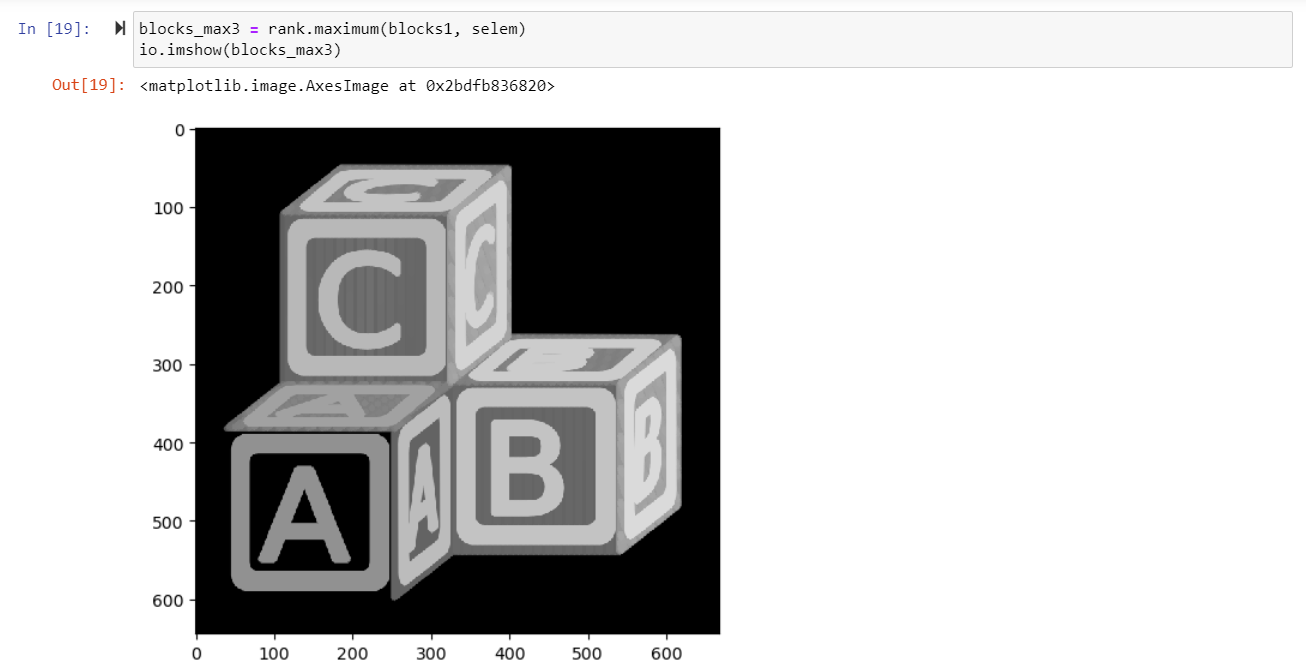 In [19]:
blocks_max3 = rank.maximum(blocks1, selem)
io.imshow(blocks_max3)
Out[19]: <matplotlib.image.AxesImage at 0x2bdfb836820>
0
100
200
300
400
500
600
C
C
C
B
A
B
B
A
A
0 100 200 300 400 500 600